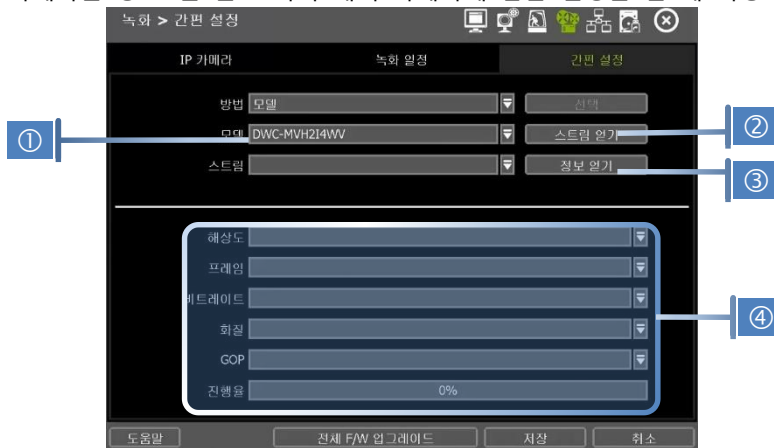 녹화 > 간편 설정
IP 카메라 녹화 일정 간편 설정
방법 모델 선택
모델 DWC-MVH2I4WV 스트림 얻기
스트림 정보 얻기
① ② ③
해상도
프레임
비트레이트
화질
GOP
④
진행율 0%
도움말 전체 F/W 업그레이드 저장 취소